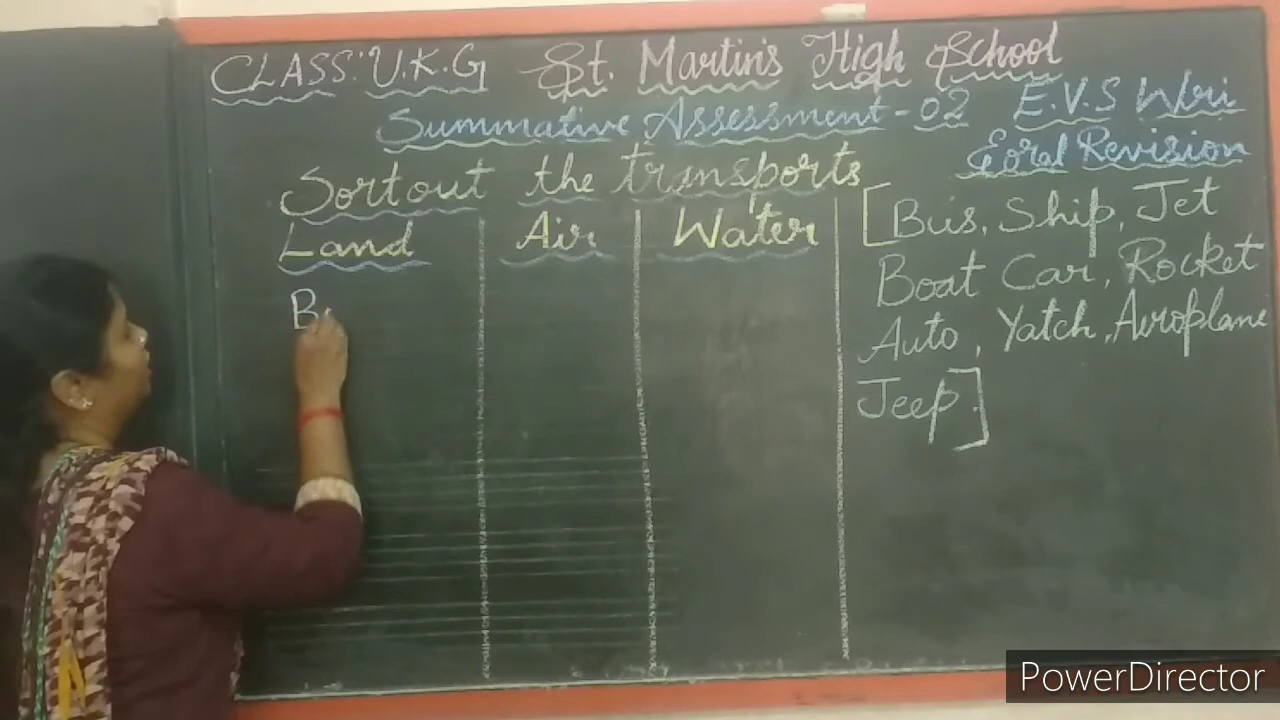 CLASS: U.K.G St. Martin's High School
Summative Assessment - 02 E.V.S Wri
Eoral Revision
Sortout the transports
Land Air Water
[Bus, Ship, Jet
Boat Car, Rocket
Auto, Yatch, Aeroplane
Jeep.]
B
PowerDirector